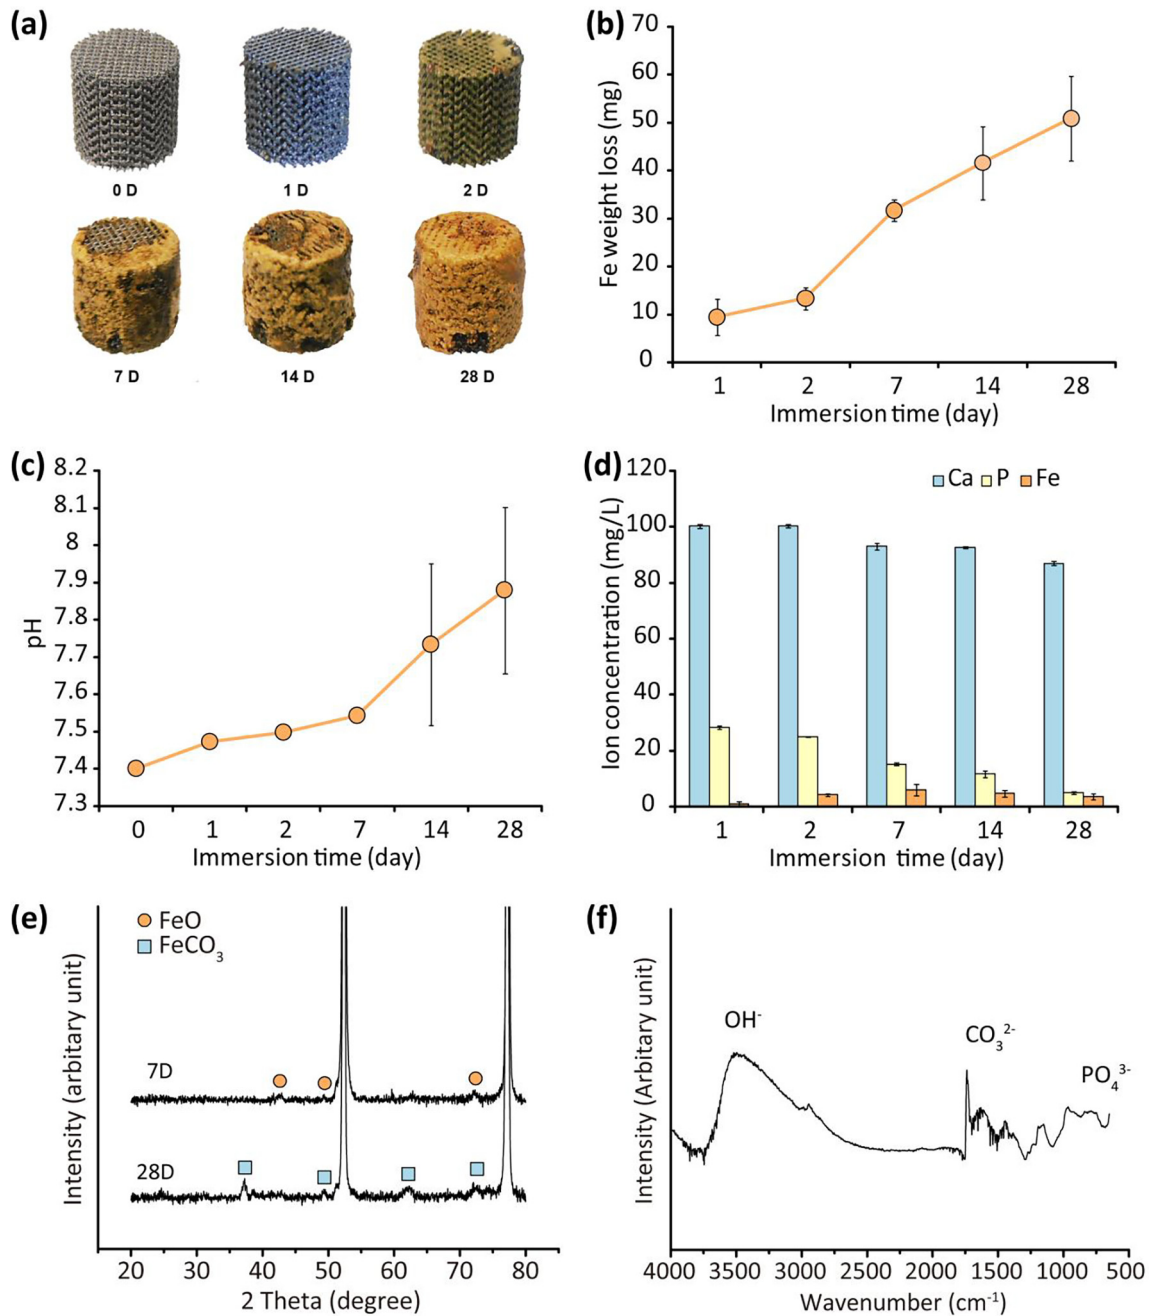 (a)
0 D
1 D
2 D
7 D
14 D
28 D
(b)
Fe weight loss (mg)
70
60
50
40
30
20
10
0
1
2
7
14
28
Immersion time (day)
(c)
pH
8.2
8.1
8
7.9
7.8
7.7
7.6
7.5
7.4
7.3
0
1
2
7
14
28
Immersion time (day)
(d)
Ion concentration (mg/L)
120
100
80
60
40
20
0
Ca
P
Fe
1
2
7
14
28
Immersion time (day)
(e)
Intensity (arbitary unit)
FeO
FeCO₃
7D
28D
20
30
40
50
60
70
80
2 Theta (degree)
(f)
Intensity (Arbitary unit)
OH⁻
CO₃²⁻
PO₄³⁻
4000
3500
3000
2500
2000
1500
1000
500
Wavenumber (cm⁻¹)